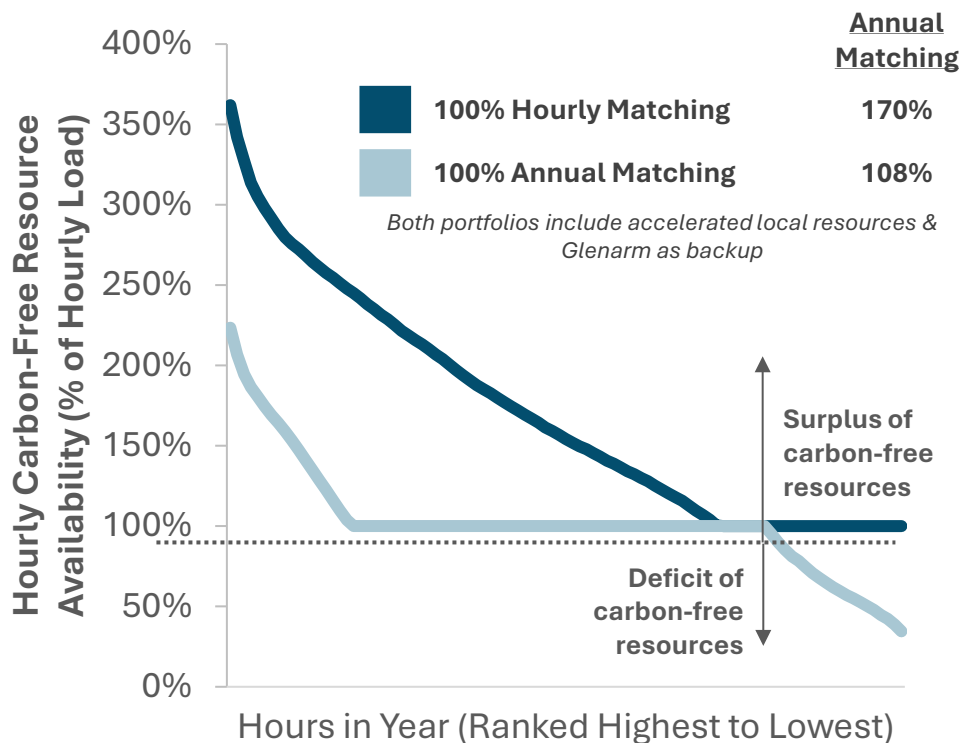 Annual
Matching
400%
350%
300%
250%
200%
150%
100%
50%
0%
Hourly Carbon-Free Resource
Availability (% of Hourly Load)
100% Hourly Matching 170%
100% Annual Matching 108%
Both portfolios include accelerated local resources &
Glenarm as backup
Surplus of
carbon-free
resources
Deficit of
carbon-free
resources
Hours in Year (Ranked Highest to Lowest)